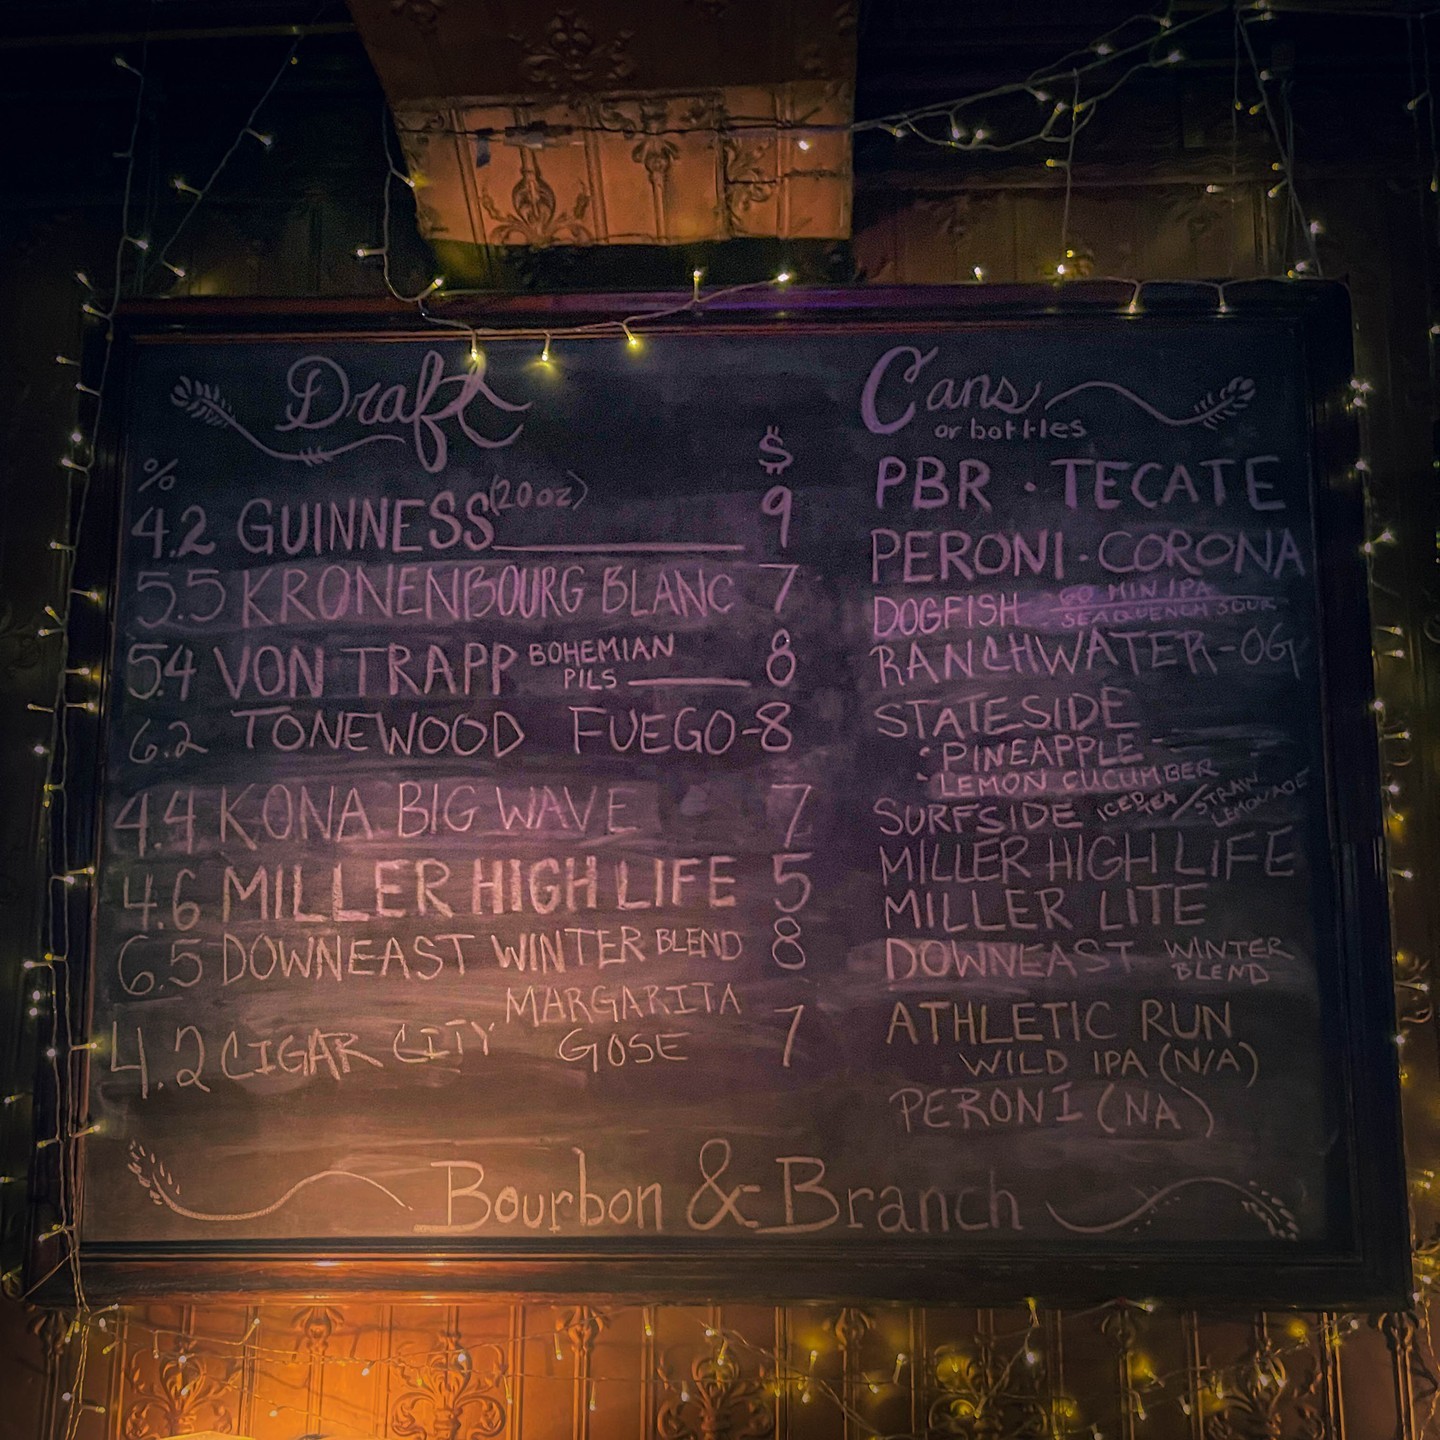 Draft
% $
4.2 GUINNESS (20oz) 9
5.5 KRONENBOURG BLANC 7
5.4 VON TRAPP BOHEMIAN
PILS 8
6.2 TONEWOOD FUEGO-8
4.4 KONA BIG WAVE 7
4.6 MILLER HIGH LIFE 5
6.5 DOWNEAST WINTER BLEND 8
MARGARITA
4.2 CIGAR CITY GOSE 7
Cans
or bottles
PBR · TECATE
PERONI · CORONA
DOGFISH 60 MIN IPA
SEAQUENCH SOUR
RANCHWATER-OG
STATESIDE
· PINEAPPLE
· LEMON CUCUMBER
SURFSIDE ICED TEA / STRAW LEMONADE
MILLER HIGH LIFE
MILLER LITE
DOWNEAST WINTER
BLEND
ATHLETIC RUN
WILD IPA (N/A)
PERONI (NA)
Bourbon & Branch